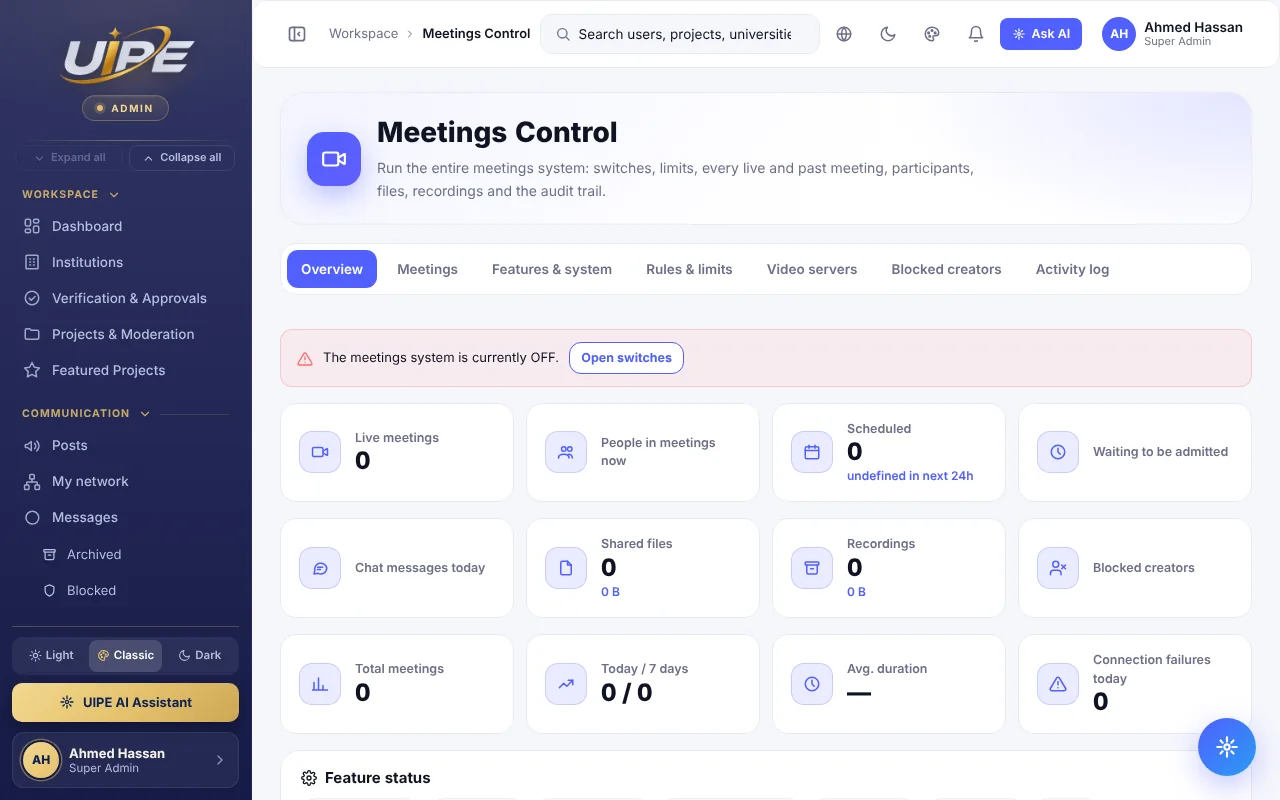 UIPE
ADMIN
Expand all
Collapse all
WORKSPACE
Dashboard
Institutions
Verification & Approvals
Projects & Moderation
Featured Projects
COMMUNICATION
Posts
My network
Messages
Archived
Blocked
Light
Classic
Dark
UIPE AI Assistant
AH
Ahmed Hassan
Super Admin
Workspace
Meetings Control
Search users, projects, universitie
Ask AI
AH
Ahmed Hassan
Super Admin
Meetings Control
Run the entire meetings system: switches, limits, every live and past meeting, participants,
files, recordings and the audit trail.
Overview
Meetings
Features & system
Rules & limits
Video servers
Blocked creators
Activity log
The meetings system is currently OFF.
Open switches
Live meetings
0
People in meetings
now
Scheduled
0
undefined in next 24h
Waiting to be admitted
Chat messages today
Shared files
0
0 B
Recordings
0
0 B
Blocked creators
Total meetings
0
Today / 7 days
0 / 0
Avg. duration
—
Connection failures
today
0
Feature status